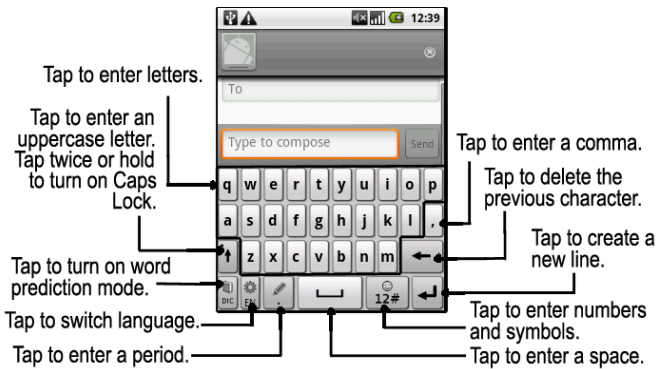 12:39
To
Type to compose
Send
Tap to enter letters.
Tap to enter an
uppercase letter.
Tap twice or hold
to turn on Caps
Lock.
Tap to turn on word
prediction mode.
Tap to switch language.
Tap to enter a period.
q w e r t y u i o p
a s d f g h j k l ,
z x c v b n m
DIC EN . 12#
Tap to enter a comma.
Tap to delete the
previous character.
Tap to create a
new line.
Tap to enter numbers
and symbols.
Tap to enter a space.